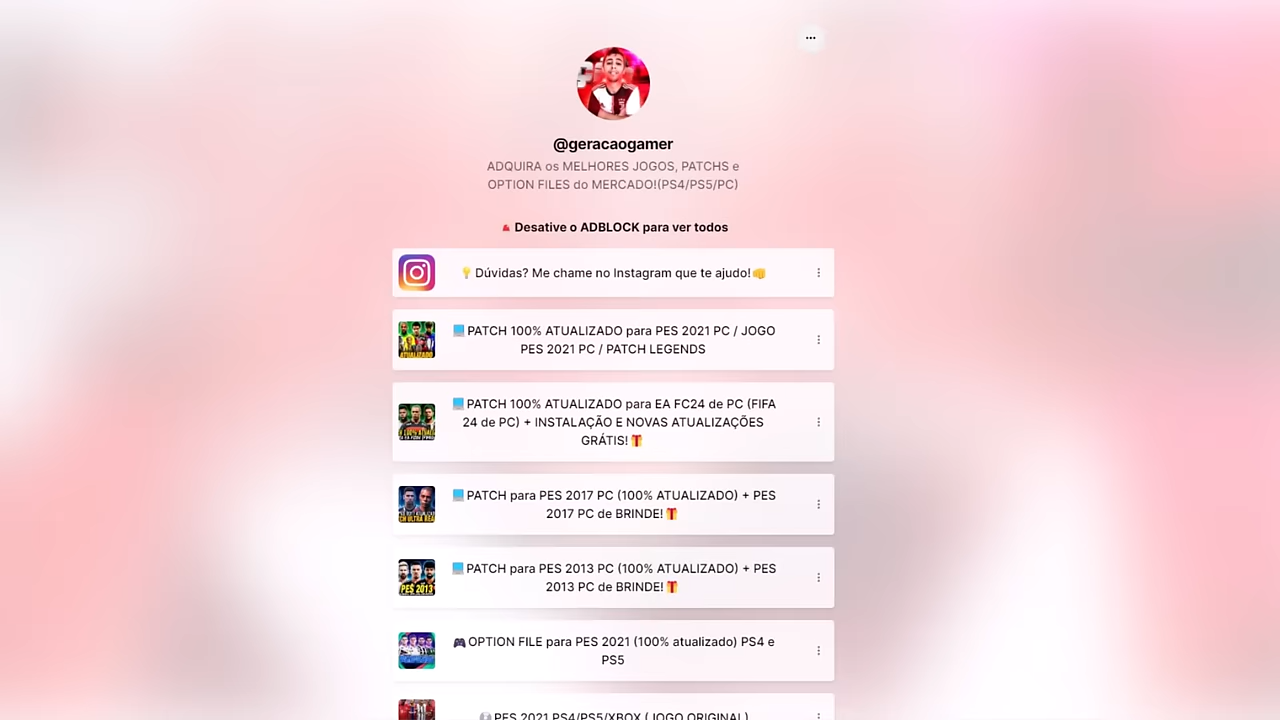 @geracaogamer
ADQUIRA os MELHORES JOGOS, PATCHS e
OPTION FILES do MERCADO!(PS4/PS5/PC)
Desative o ADBLOCK para ver todos
Dúvidas? Me chame no Instagram que te ajudo!
PATCH 100% ATUALIZADO para PES 2021 PC / JOGO
PES 2021 PC / PATCH LEGENDS
ATUALIZADO
PATCH 100% ATUALIZADO para EA FC24 de PC (FIFA
24 de PC) + INSTALAÇÃO E NOVAS ATUALIZAÇÕES
GRÁTIS!
PATCH para PES 2017 PC (100% ATUALIZADO) + PES
2017 PC de BRINDE!
PATCH para PES 2013 PC (100% ATUALIZADO) + PES
2013 PC de BRINDE!
PES 2013
OPTION FILE para PES 2021 (100% atualizado) PS4 e
PS5
PES 2021 PS4/PS5/XBOX ( JOGO ORIGINAL)